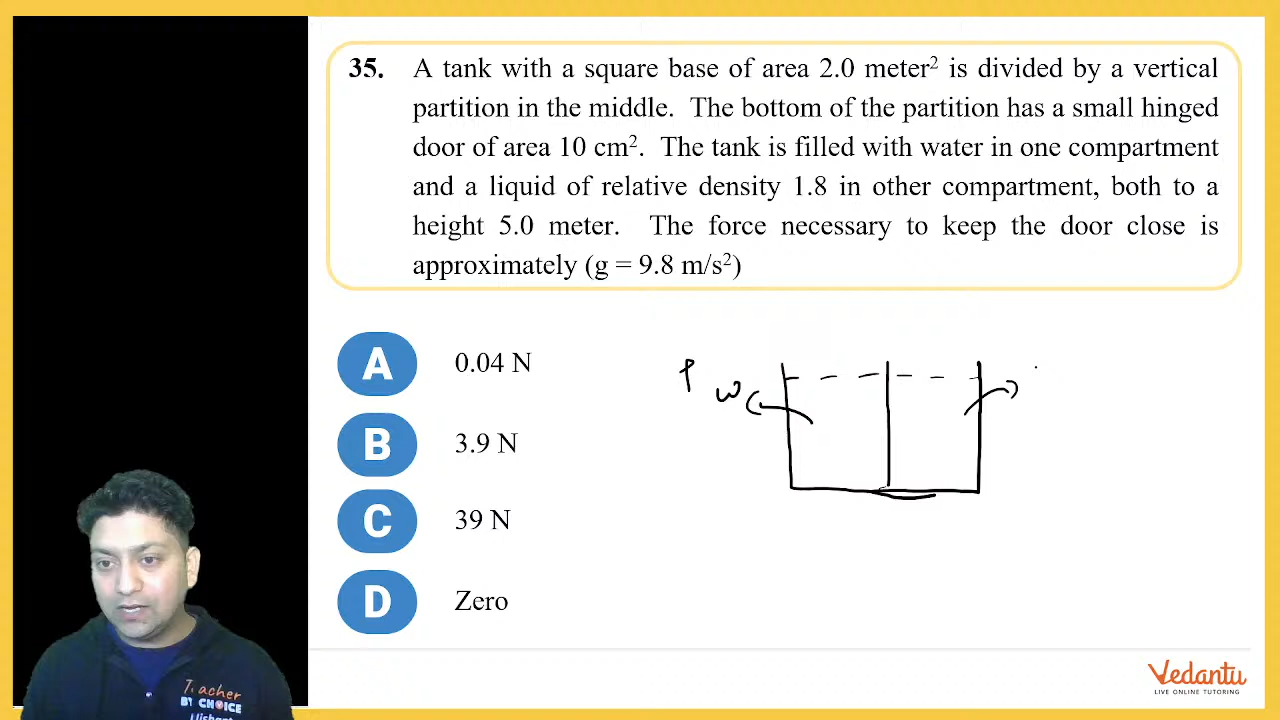 35. A tank with a square base of area 2.0 meter² is divided by a vertical
partition in the middle. The bottom of the partition has a small hinged
door of area 10 cm². The tank is filled with water in one compartment
and a liquid of relative density 1.8 in other compartment, both to a
height 5.0 meter. The force necessary to keep the door close is
approximately (g = 9.8 m/s²)
A 0.04 N
B 3.9 N
C 39 N
D Zero
ρ
w
Teacher
BY CHOICE
Vedantu
LIVE ONLINE TUTORING